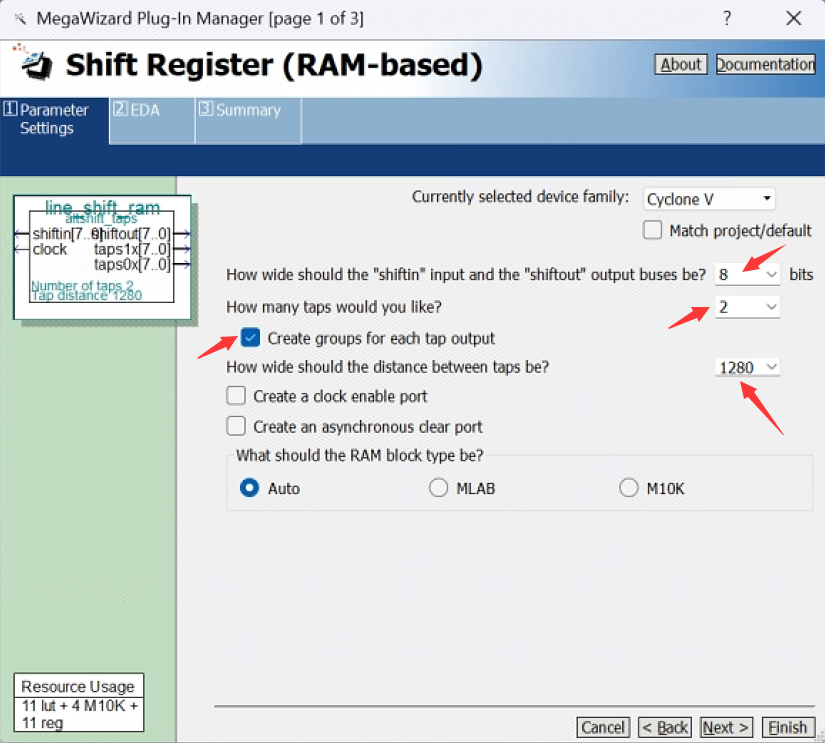 MegaWizard Plug-In Manager [page 1 of 3]
? 
Shift Register (RAM-based)
About
Documentation
1 Parameter
Settings
2 EDA
3 Summary
Currently selected device family:
Cyclone V
Match project/default
line_shift_ram
altshift_taps
shiftin[7..0]
shiftout[7..0]
clock
taps1x[7..0]
taps0x[7..0]
Number of taps 2
Tap distance 1280
How wide should the "shiftin" input and the "shiftout" output buses be? 8 bits
How many taps would you like? 2
Create groups for each tap output
How wide should the distance between taps be? 1280
Create a clock enable port
Create an asynchronous clear port
What should the RAM block type be?
Auto
MLAB
M10K
Resource Usage
11 lut + 4 M10K +
11 reg
Cancel
< Back
Next >
Finish